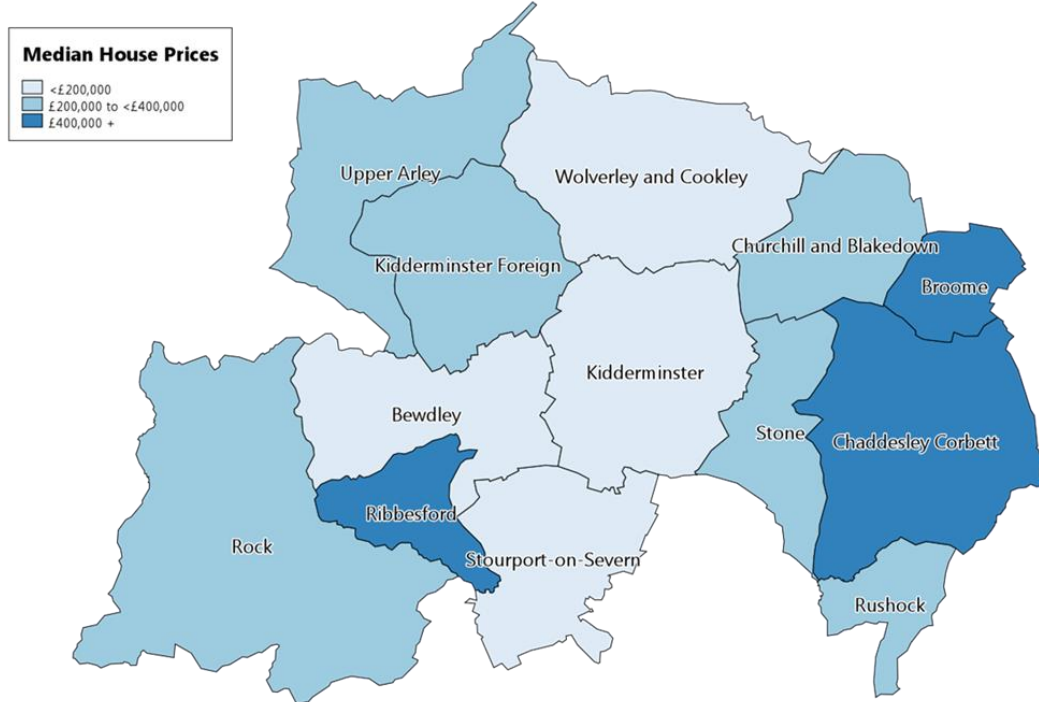 Median House Prices
<£200,000
£200,000 to <£400,000
£400,000 +
Upper Arley
Wolverley and Cookley
Churchill and Blakedown
Kidderminster Foreign
Broome
Kidderminster
Bewdley
Stone
Chaddesley Corbett
Ribbesford
Rock
Stourport-on-Severn
Rushock